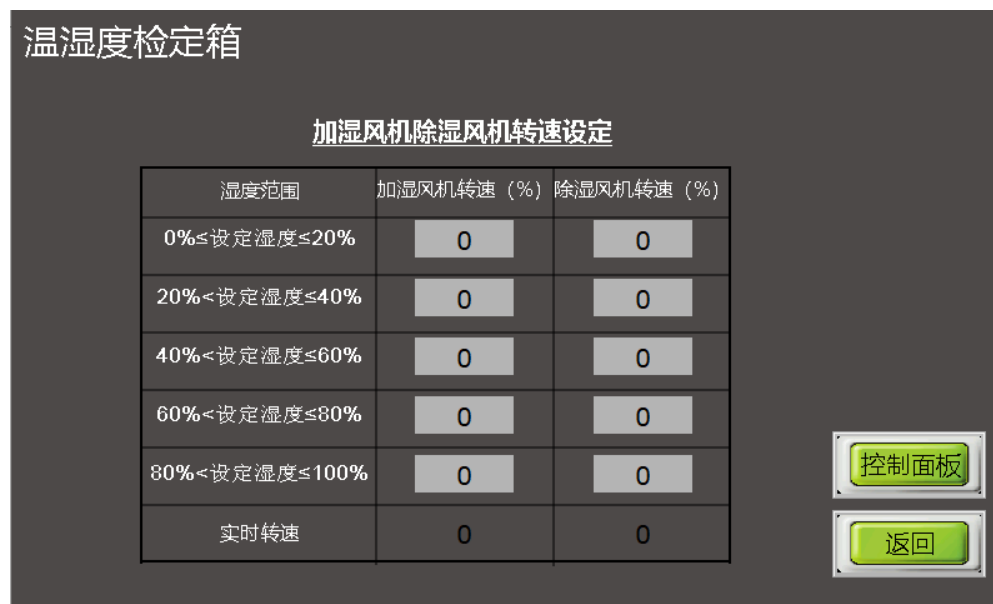 温湿度检定箱
加湿风机除湿风机转速设定
湿度范围 加湿风机转速（%） 除湿风机转速（%）
0%≤设定湿度≤20% 0 0
20%<设定湿度≤40% 0 0
40%<设定湿度≤60% 0 0
60%<设定湿度≤80% 0 0
80%<设定湿度≤100% 0 0
实时转速 0 0
控制面板
返回